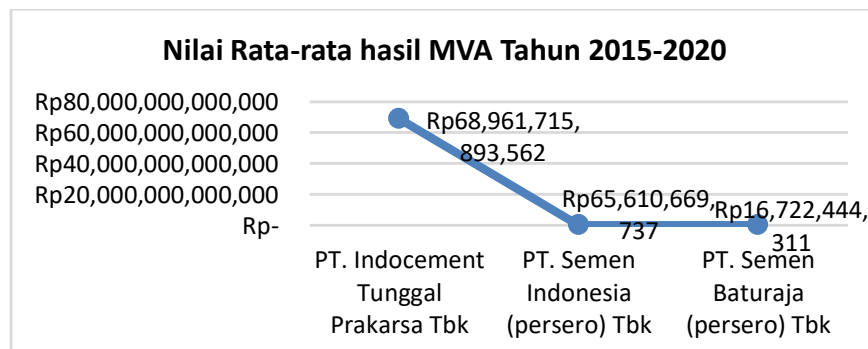 Nilai Rata-rata hasil MVA Tahun 2015-2020
Rp80,000,000,000,000
Rp60,000,000,000,000
Rp40,000,000,000,000
Rp20,000,000,000,000
Rp-
Rp68,961,715,
893,562
Rp65,610,669,
737
Rp16,722,444,
311
PT. Indocement
Tunggal
Prakarsa Tbk
PT. Semen
Indonesia
(persero) Tbk
PT. Semen
Baturaja
(persero) Tbk